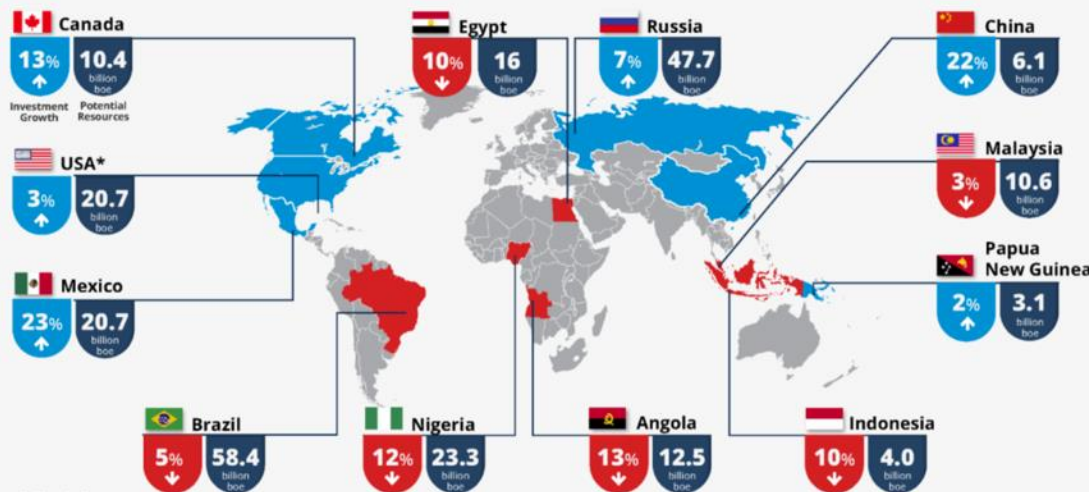 Canada
13%
10.4
billion
boe
Investment
Growth
Potential
Resources
Egypt
10%
16
billion
boe
Russia
7%
47.7
billion
boe
China
22%
6.1
billion
boe
USA*
3%
20.7
billion
boe
Malaysia
3%
10.6
billion
boe
Mexico
23%
20.7
billion
boe
Papua
New Guinea
2%
3.1
billion
boe
Brazil
5%
58.4
billion
boe
Nigeria
12%
23.3
billion
boe
Angola
13%
12.5
billion
boe
Indonesia
10%
4.0
billion
boe